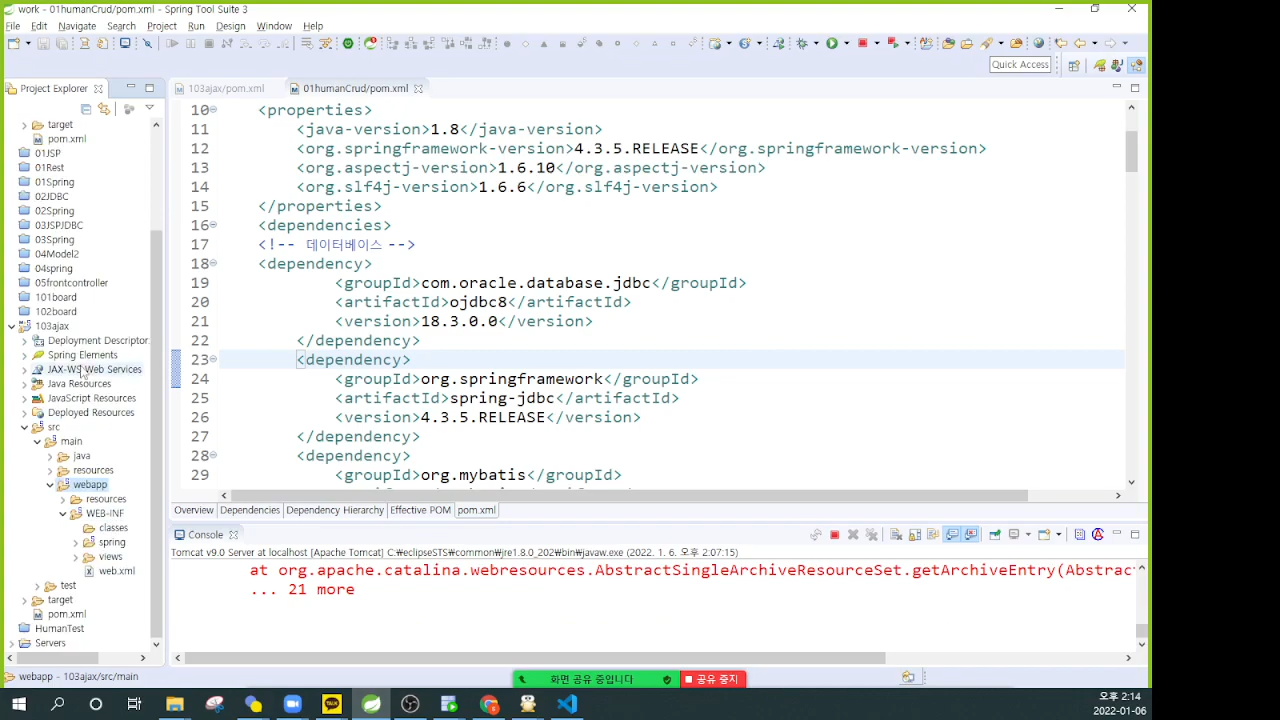 work - 01humanCrud/pom.xml - Spring Tool Suite 3
File Edit Navigate Search Project Run Design Window Help
Quick Access
Project Explorer
target
pom.xml
01JSP
01Rest
01Spring
02JDBC
02Spring
03JSPJDBC
03Spring
04Model2
04spring
05frontcontroller
101board
102board
103ajax
Deployment Descriptor:
Spring Elements
JAX-WS Web Services
Java Resources
JavaScript Resources
Deployed Resources
src
main
java
resources
webapp
resources
WEB-INF
classes
spring
views
web.xml
test
target
pom.xml
HumanTest
Servers
103ajax/pom.xml
01humanCrud/pom.xml
10 <properties>
11 <java-version>1.8</java-version>
12 <org.springframework-version>4.3.5.RELEASE</org.springframework-version>
13 <org.aspectj-version>1.6.10</org.aspectj-version>
14 <org.slf4j-version>1.6.6</org.slf4j-version>
15 </properties>
16 <dependencies>
17 <!-- 데이터베이스 -->
18 <dependency>
19 <groupId>com.oracle.database.jdbc</groupId>
20 <artifactId>ojdbc8</artifactId>
21 <version>18.3.0.0</version>
22 </dependency>
23 <dependency>
24 <groupId>org.springframework</groupId>
25 <artifactId>spring-jdbc</artifactId>
26 <version>4.3.5.RELEASE</version>
27 </dependency>
28 <dependency>
29 <groupId>org.mybatis</groupId>
Overview Dependencies Dependency Hierarchy Effective POM pom.xml
Console
Tomcat v9.0 Server at localhost [Apache Tomcat] C:₩eclipseSTS₩common₩jre1.8.0_202₩bin₩javaw.exe (2022. 1. 6. 오후 2:07:15)
at org.apache.catalina.webresources.AbstractSingleArchiveResourceSet.getArchiveEntry(Abstrac
... 21 more
webapp - 103ajax/src/main
화면 공유 중입니다
공유 중지
TALK
오후 2:14
2022-01-06